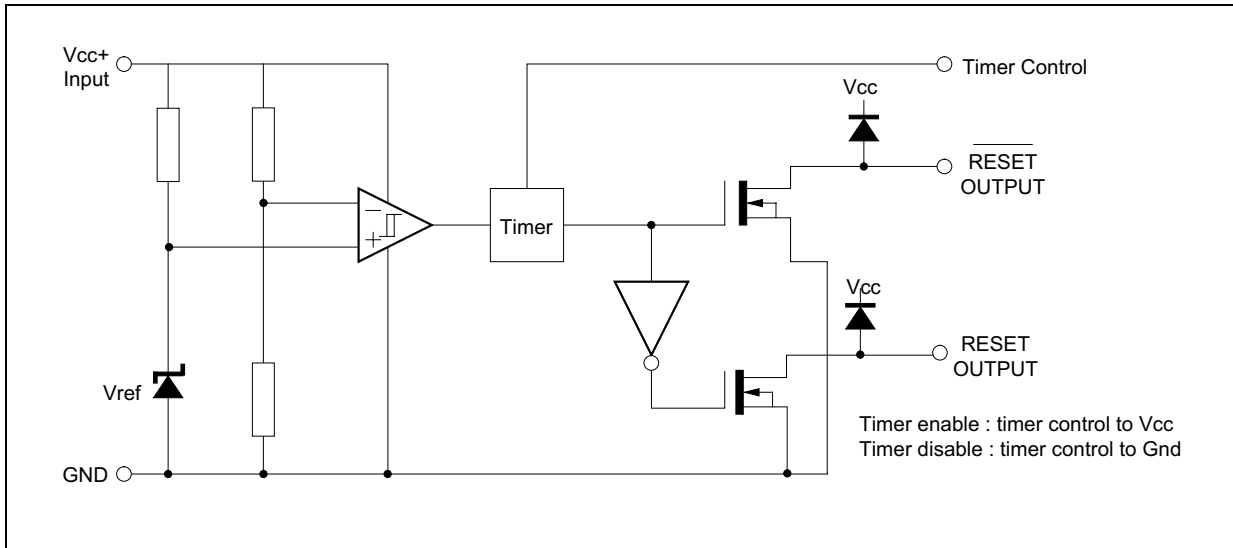 Vcc+
Input
Timer Control
Vcc
RESET
OUTPUT
−
+
Timer
Vcc
RESET
OUTPUT
Vref
Timer enable : timer control to Vcc
Timer disable : timer control to Gnd
GND